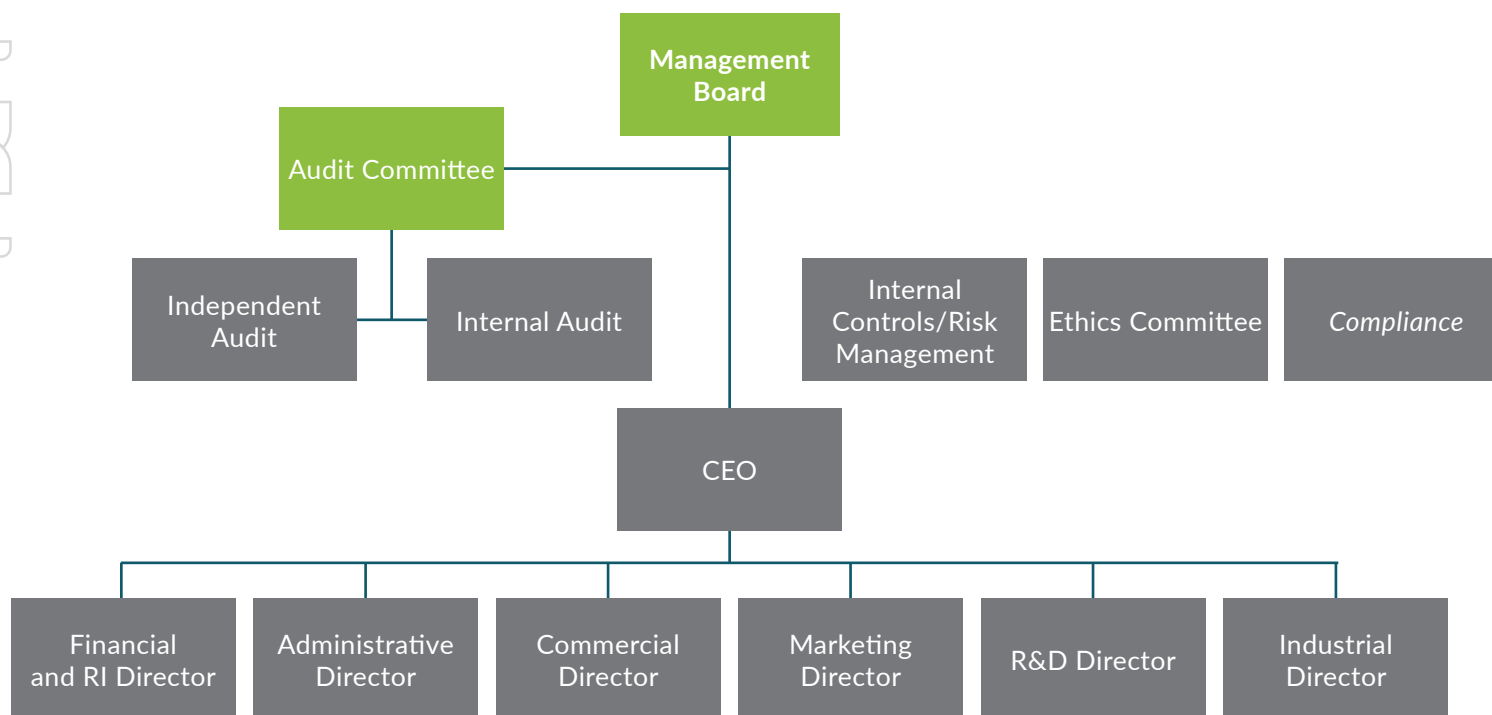 Management
Board
Audit Committee
Independent
Audit
Internal Audit
Internal
Controls/Risk
Management
Ethics Committee
Compliance
CEO
Financial
and RI Director
Administrative
Director
Commercial
Director
Marketing
Director
R&D Director
Industrial
Director